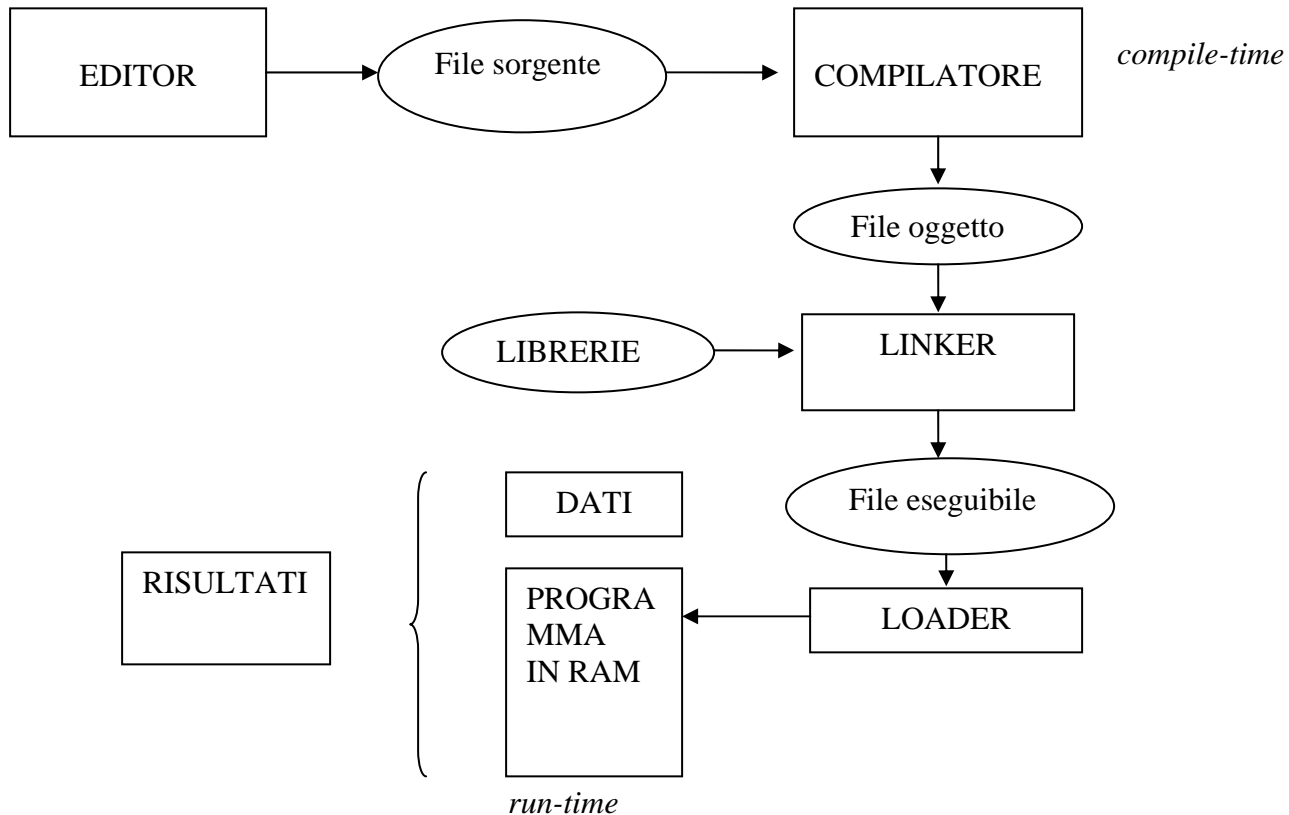 EDITOR
File sorgente
COMPILATORE
compile-time
File oggetto
LIBRERIE
LINKER
File eseguibile
DATI
RISULTATI
PROGRA
MMA
IN RAM
LOADER
run-time